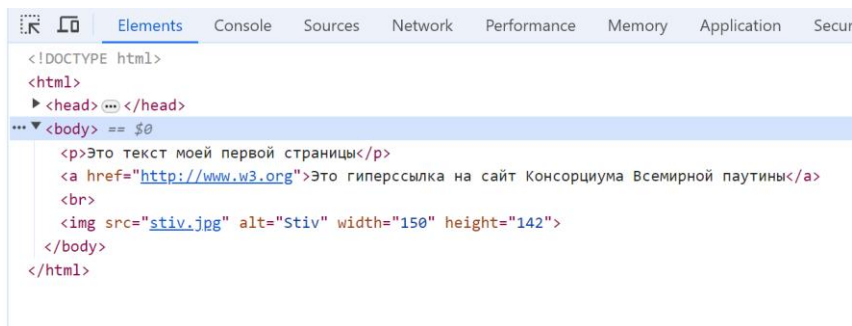 Elements Console Sources Network Performance Memory Application Secur
<!DOCTYPE html>
<html>
<head>…</head>
<body> == $0
<p>Это текст моей первой страницы</p>
<a href="http://www.w3.org">Это гиперссылка на сайт Консорциума Всемирной паутины</a>
<br>
<img src="stiv.jpg" alt="Stiv" width="150" height="142">
</body>
</html>